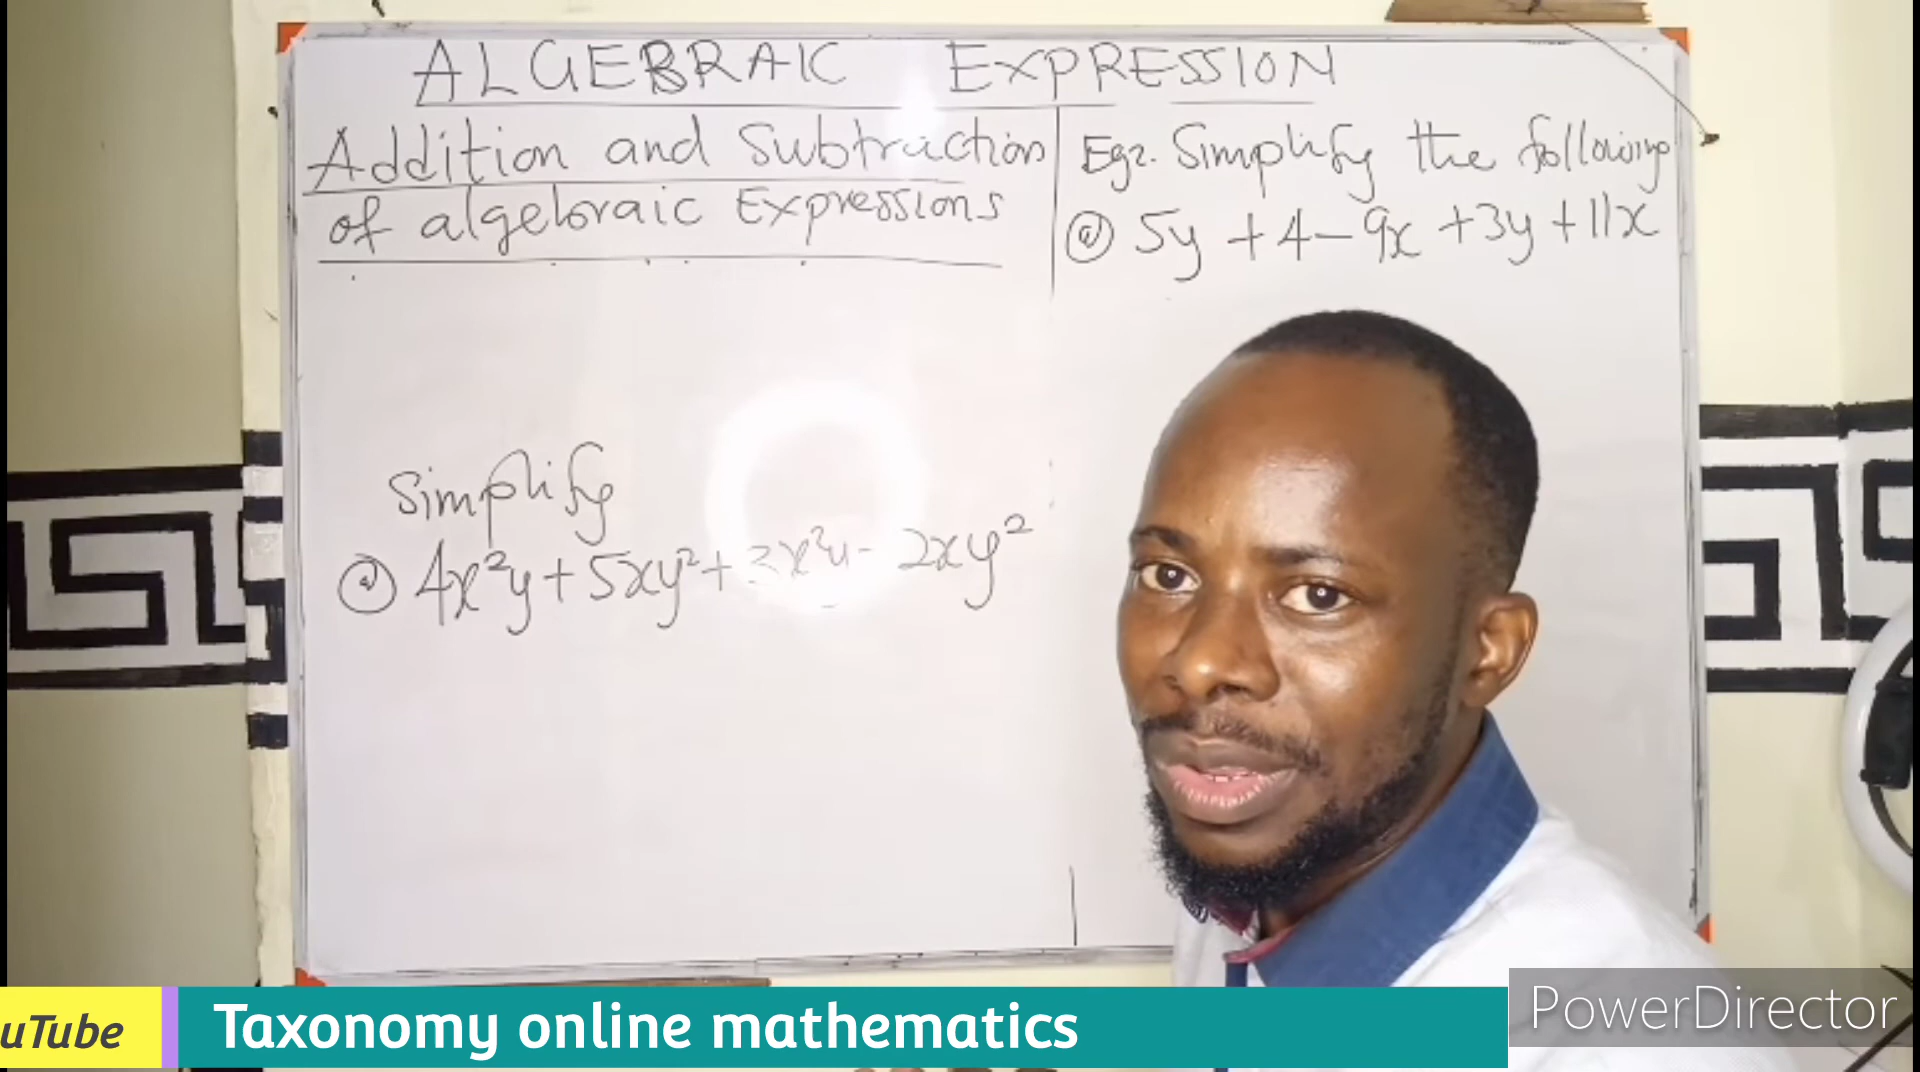 ALGEBRAIC EXPRESSION
Addition and Subtraction
of algebraic Expressions
Simplify
ⓐ 4x²y + 5xy² + 3x²y - 2xy²
Eg2. Simplify the following
ⓐ 5y + 4 - 9x + 3y + 11x
uTube
Taxonomy online mathematics
PowerDirector